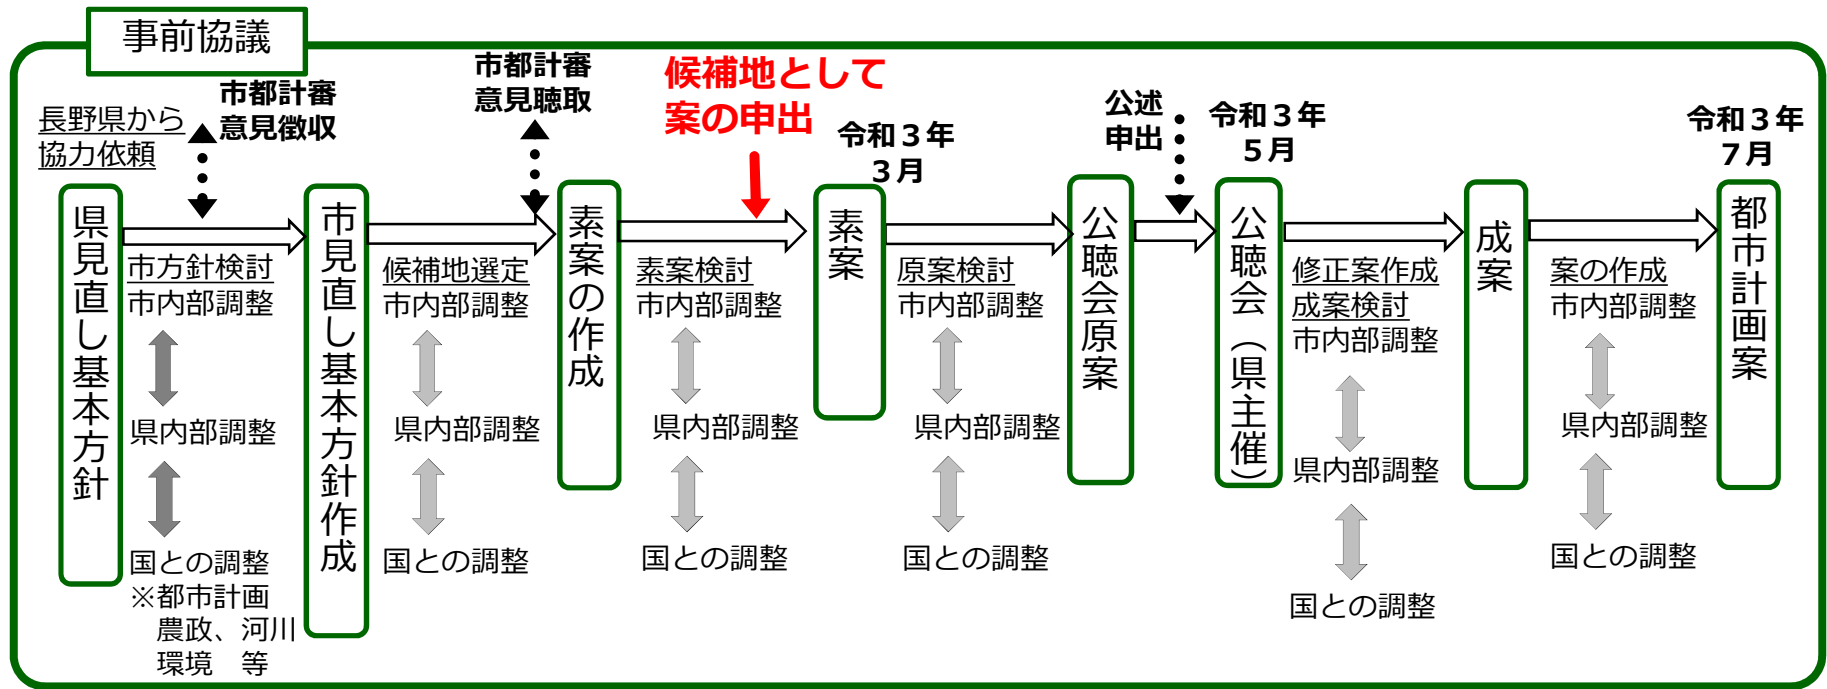 事前協議
長野県から
協力依頼
市都計審
意見徴収
市都計審
意見聴取
候補地として
案の申出
令和３年
３月
公述
申出
令和３年
５月
令和３年
７月
県見直し基本方針
市方針検討
市内部調整
県内部調整
国との調整
※都市計画
農政、河川
環境　等
市見直し基本方針作成
候補地選定
市内部調整
県内部調整
国との調整
素案の作成
素案検討
市内部調整
県内部調整
国との調整
素案
原案検討
市内部調整
県内部調整
国との調整
公聴会原案
公聴会（県主催）
修正案作成
成案検討
市内部調整
県内部調整
国との調整
成案
案の作成
市内部調整
県内部調整
国との調整
都市計画案